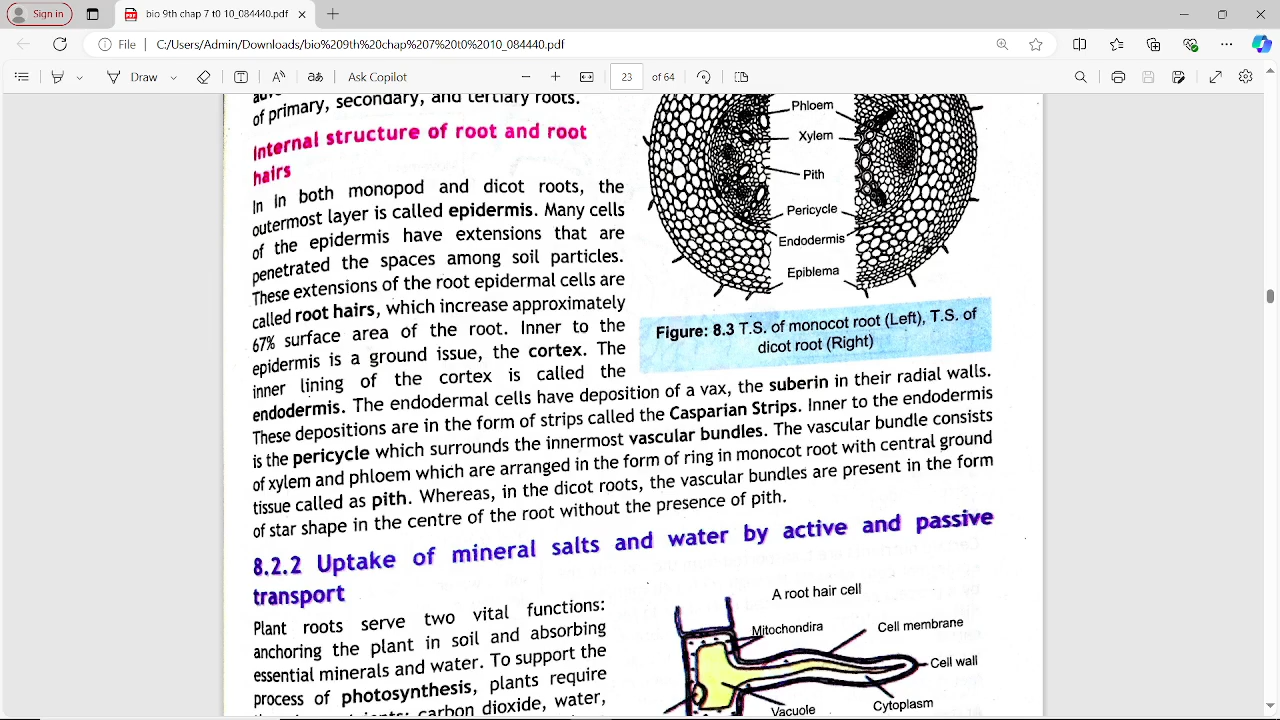 Sign in
bio 9th chap 7 t0 10_084440.pdf
File
C:/Users/Admin/Downloads/bio%209th%20chap%207%20t0%2010_084440.pdf
Draw
Ask Copilot
23
of 64
of primary, secondary, and tertiary roots.
Internal structure of root and root
hairs
In in both monopod and dicot roots, the
outermost layer is called epidermis. Many cells
of the epidermis have extensions that are
penetrated the spaces among soil particles.
These extensions of the root epidermal cells are
called root hairs, which increase approximately
67% surface area of the root. Inner to the
epidermis is a ground issue, the cortex. The
inner lining of the cortex is called the
endodermis. The endodermal cells have deposition of a vax, the suberin in their radial walls.
These depositions are in the form of strips called the Casparian Strips. Inner to the endodermis
is the pericycle which surrounds the innermost vascular bundles. The vascular bundle consists
of xylem and phloem which are arranged in the form of ring in monocot root with central ground
tissue called as pith. Whereas, in the dicot roots, the vascular bundles are present in the form
of star shape in the centre of the root without the presence of pith.
Phloem
Xylem
Pith
Pericycle
Endodermis
Epiblema
Figure: 8.3 T.S. of monocot root (Left), T.S. of
dicot root (Right)
8.2.2 Uptake of mineral salts and water by active and passive
transport
Plant roots serve two vital functions:
anchoring the plant in soil and absorbing
essential minerals and water. To support the
process of photosynthesis, plants require
carbon dioxide, water,
A root hair cell
Mitochondira
Cell membrane
Cell wall
Cytoplasm
Vacuole